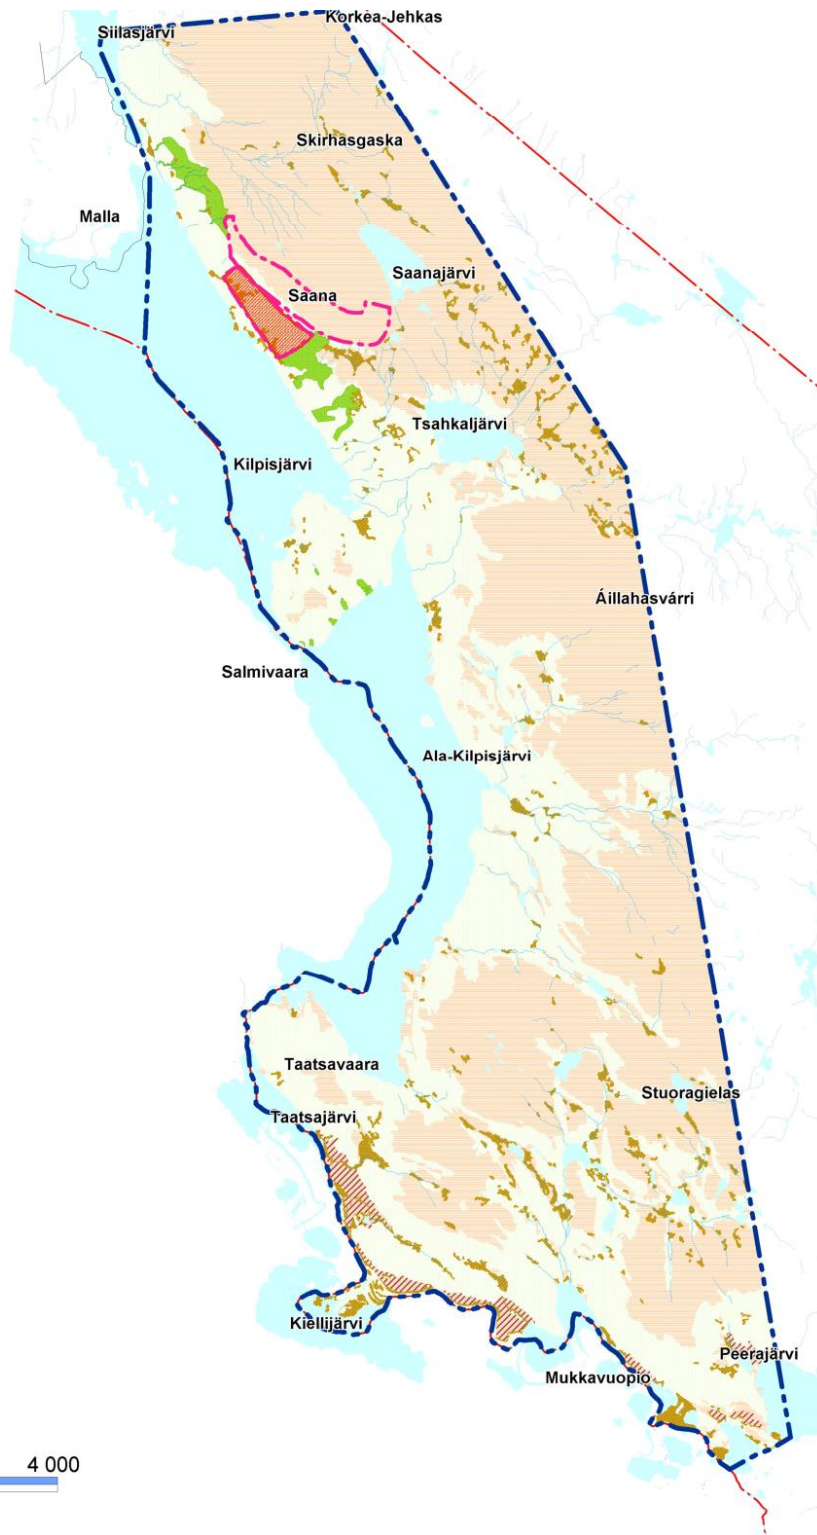 Korkea-Jehkas
Siilasjärvi
Skirhasgaska
Malla
Saanajärvi
Saana
Tsahkaljärvi
Kilpisjärvi
Áillahasvárri
Salmivaara
Ala-Kilpisjärvi
Taatsavaara
Stuoragielas
Taatsajärvi
Kiellijärvi
Peerajärvi
Mukkavuopio
4 000